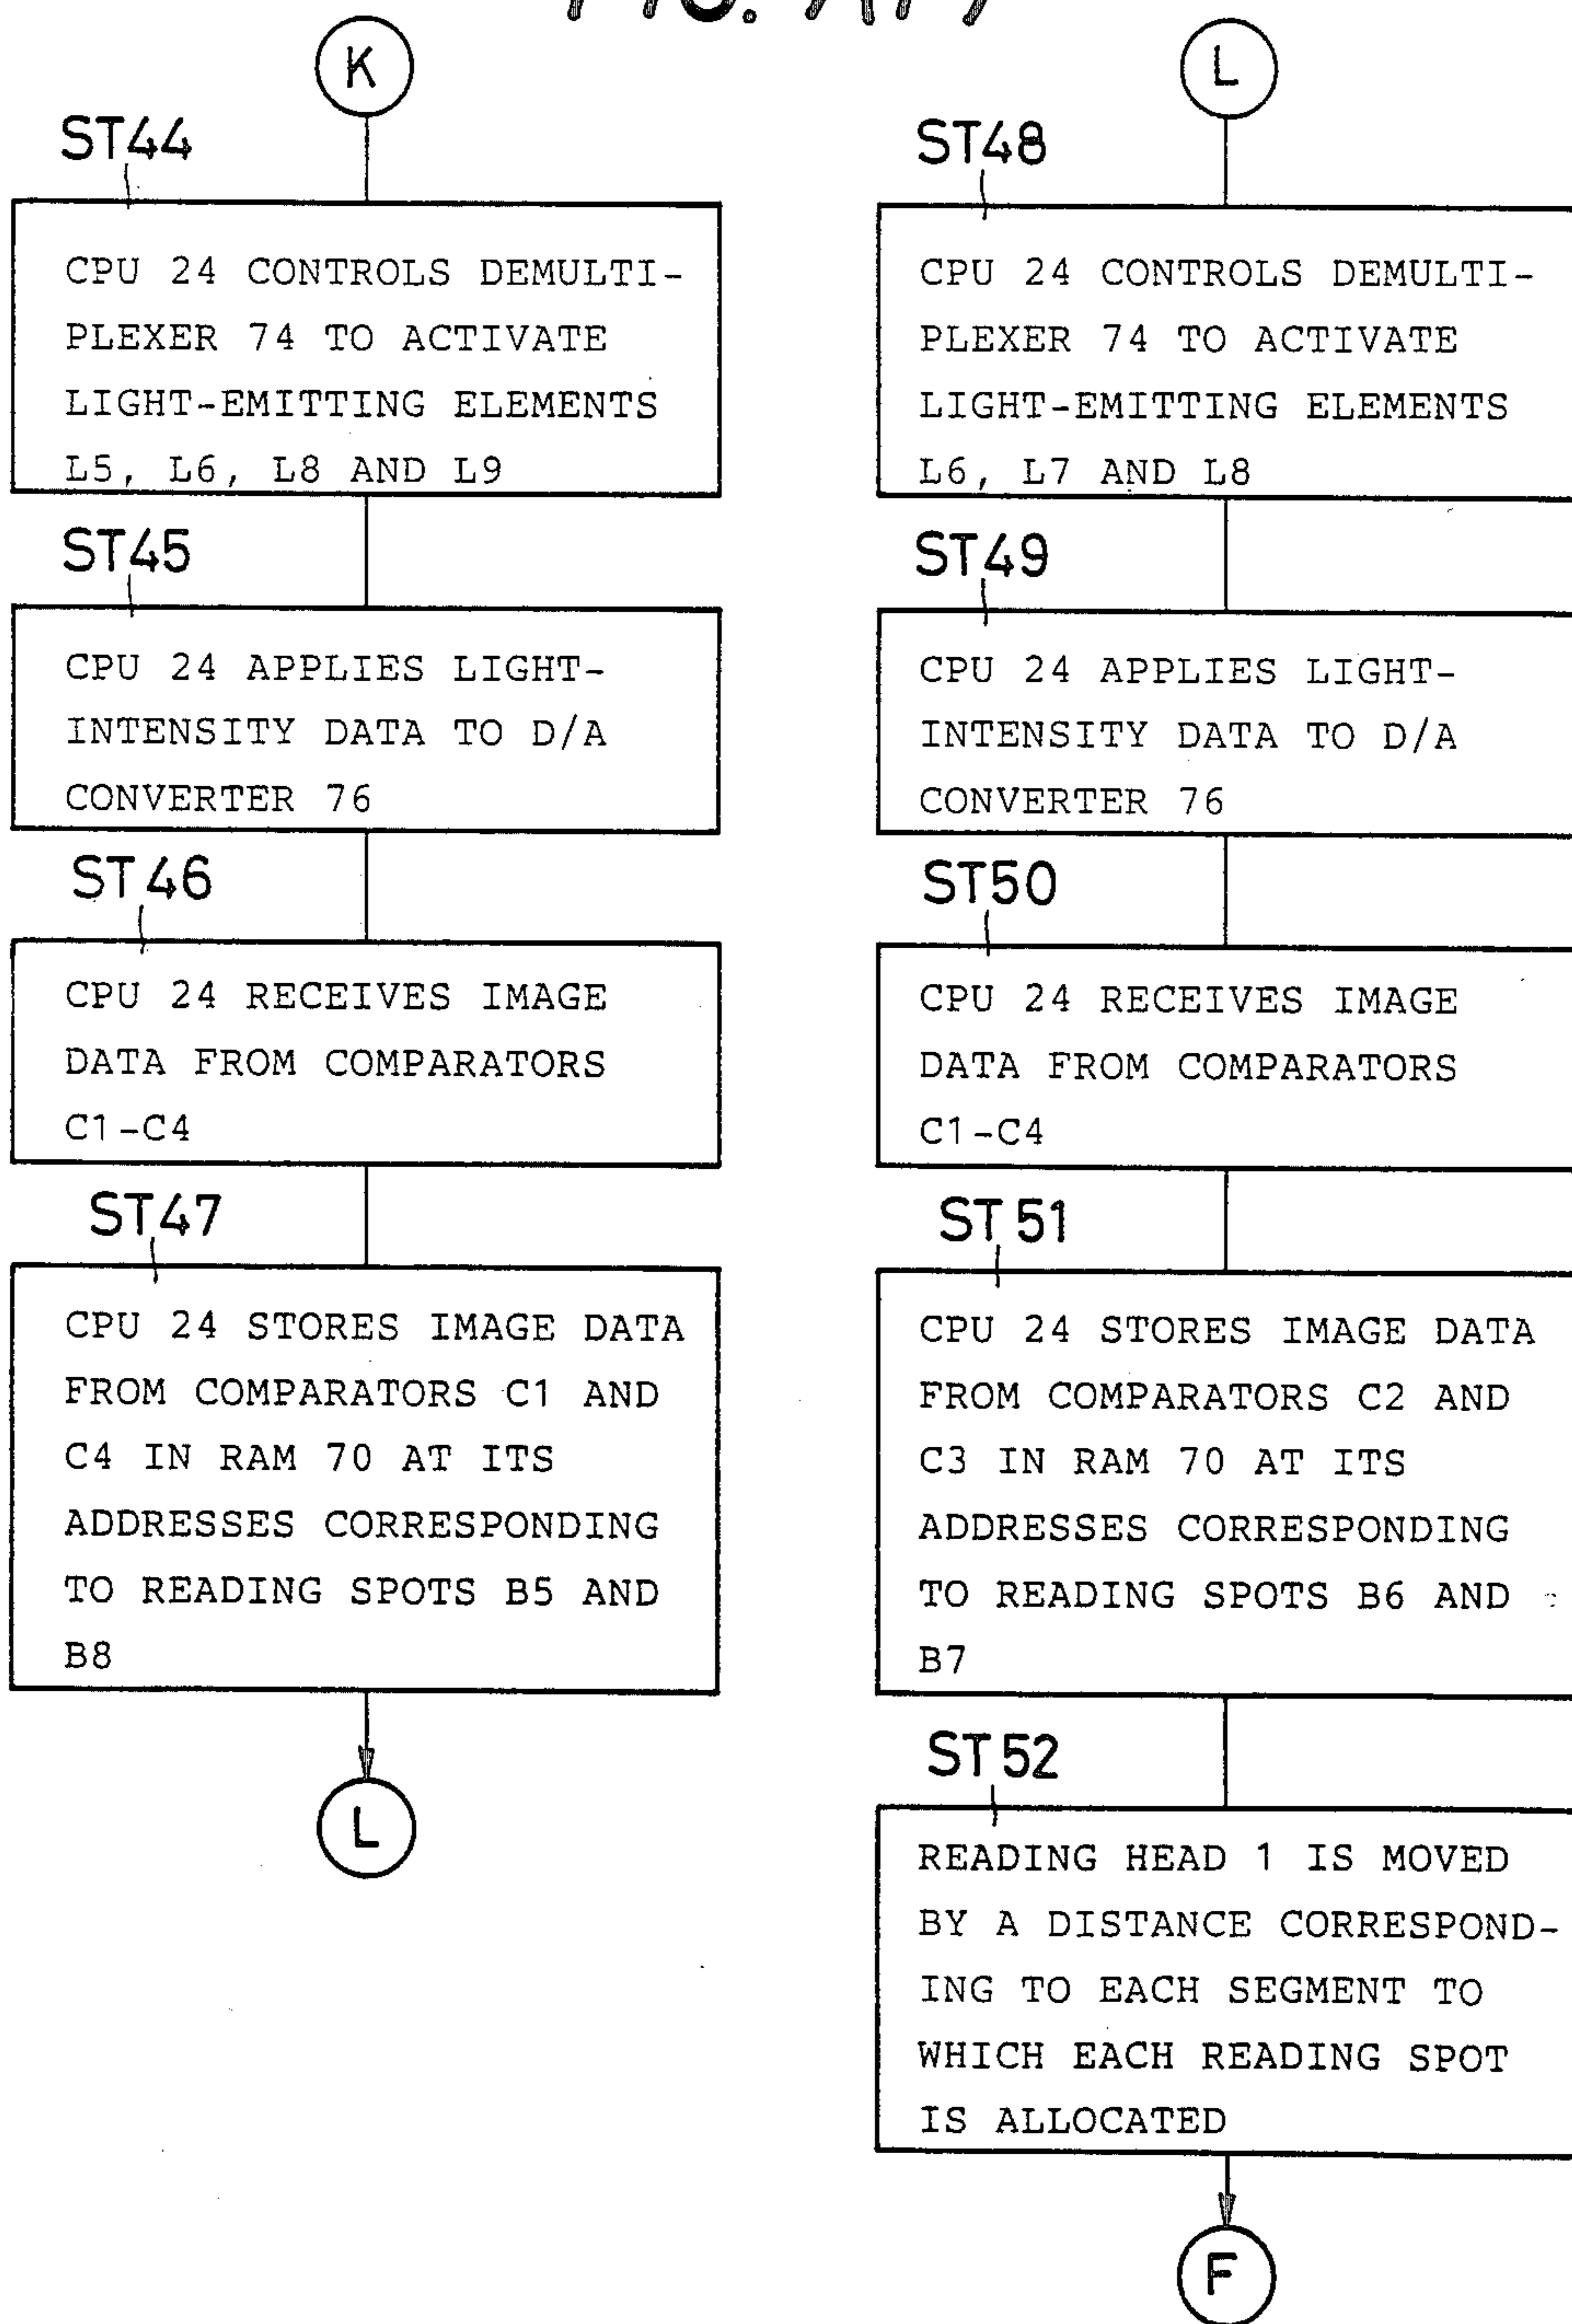 K
ST44
CPU 24 CONTROLS DEMULTI-
PLEXER 74 TO ACTIVATE
LIGHT-EMITTING ELEMENTS
L5, L6, L8 AND L9
ST45
CPU 24 APPLIES LIGHT-
INTENSITY DATA TO D/A
CONVERTER 76
ST46
CPU 24 RECEIVES IMAGE
DATA FROM COMPARATORS
C1-C4
ST47
CPU 24 STORES IMAGE DATA
FROM COMPARATORS C1 AND
C4 IN RAM 70 AT ITS
ADDRESSES CORRESPONDING
TO READING SPOTS B5 AND
B8
L
L
ST48
CPU 24 CONTROLS DEMULTI-
PLEXER 74 TO ACTIVATE
LIGHT-EMITTING ELEMENTS
L6, L7 AND L8
ST49
CPU 24 APPLIES LIGHT-
INTENSITY DATA TO D/A
CONVERTER 76
ST50
CPU 24 RECEIVES IMAGE
DATA FROM COMPARATORS
C1-C4
ST51
CPU 24 STORES IMAGE DATA
FROM COMPARATORS C2 AND
C3 IN RAM 70 AT ITS
ADDRESSES CORRESPONDING
TO READING SPOTS B6 AND
B7
ST52
READING HEAD 1 IS MOVED
BY A DISTANCE CORRESPOND-
ING TO EACH SEGMENT TO
WHICH EACH READING SPOT
IS ALLOCATED
F